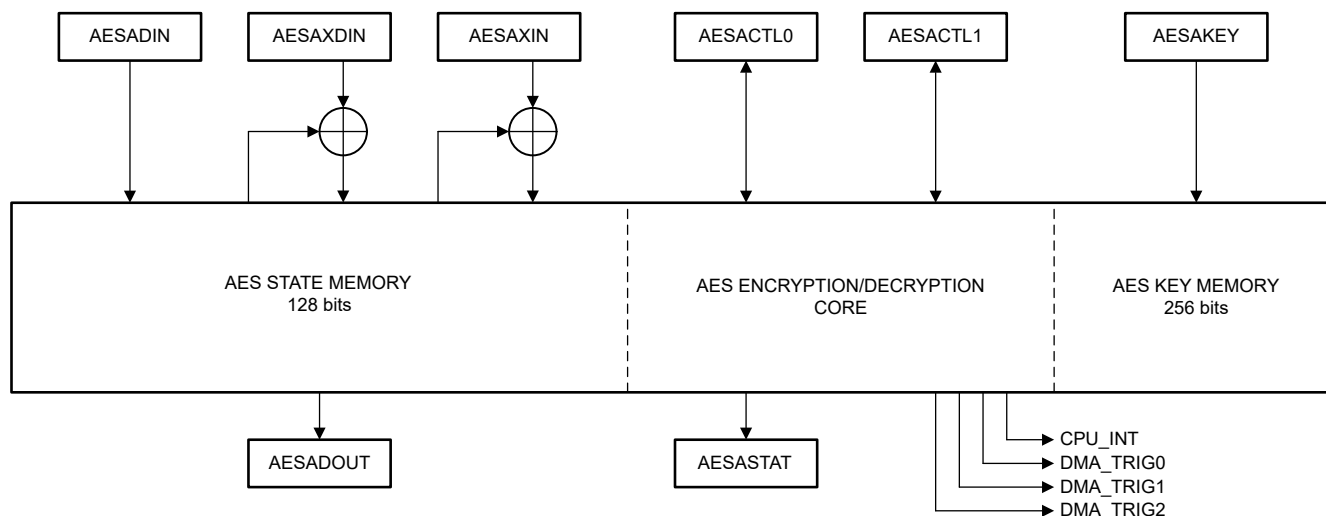 AESADIN
AESAXDIN
AESAXIN
AESACTL0
AESACTL1
AESAKEY
AES STATE MEMORY
128 bits
AES ENCRYPTION/DECRYPTION
CORE
AES KEY MEMORY
256 bits
AESADOUT
AESASTAT
CPU_INT
DMA_TRIG0
DMA_TRIG1
DMA_TRIG2